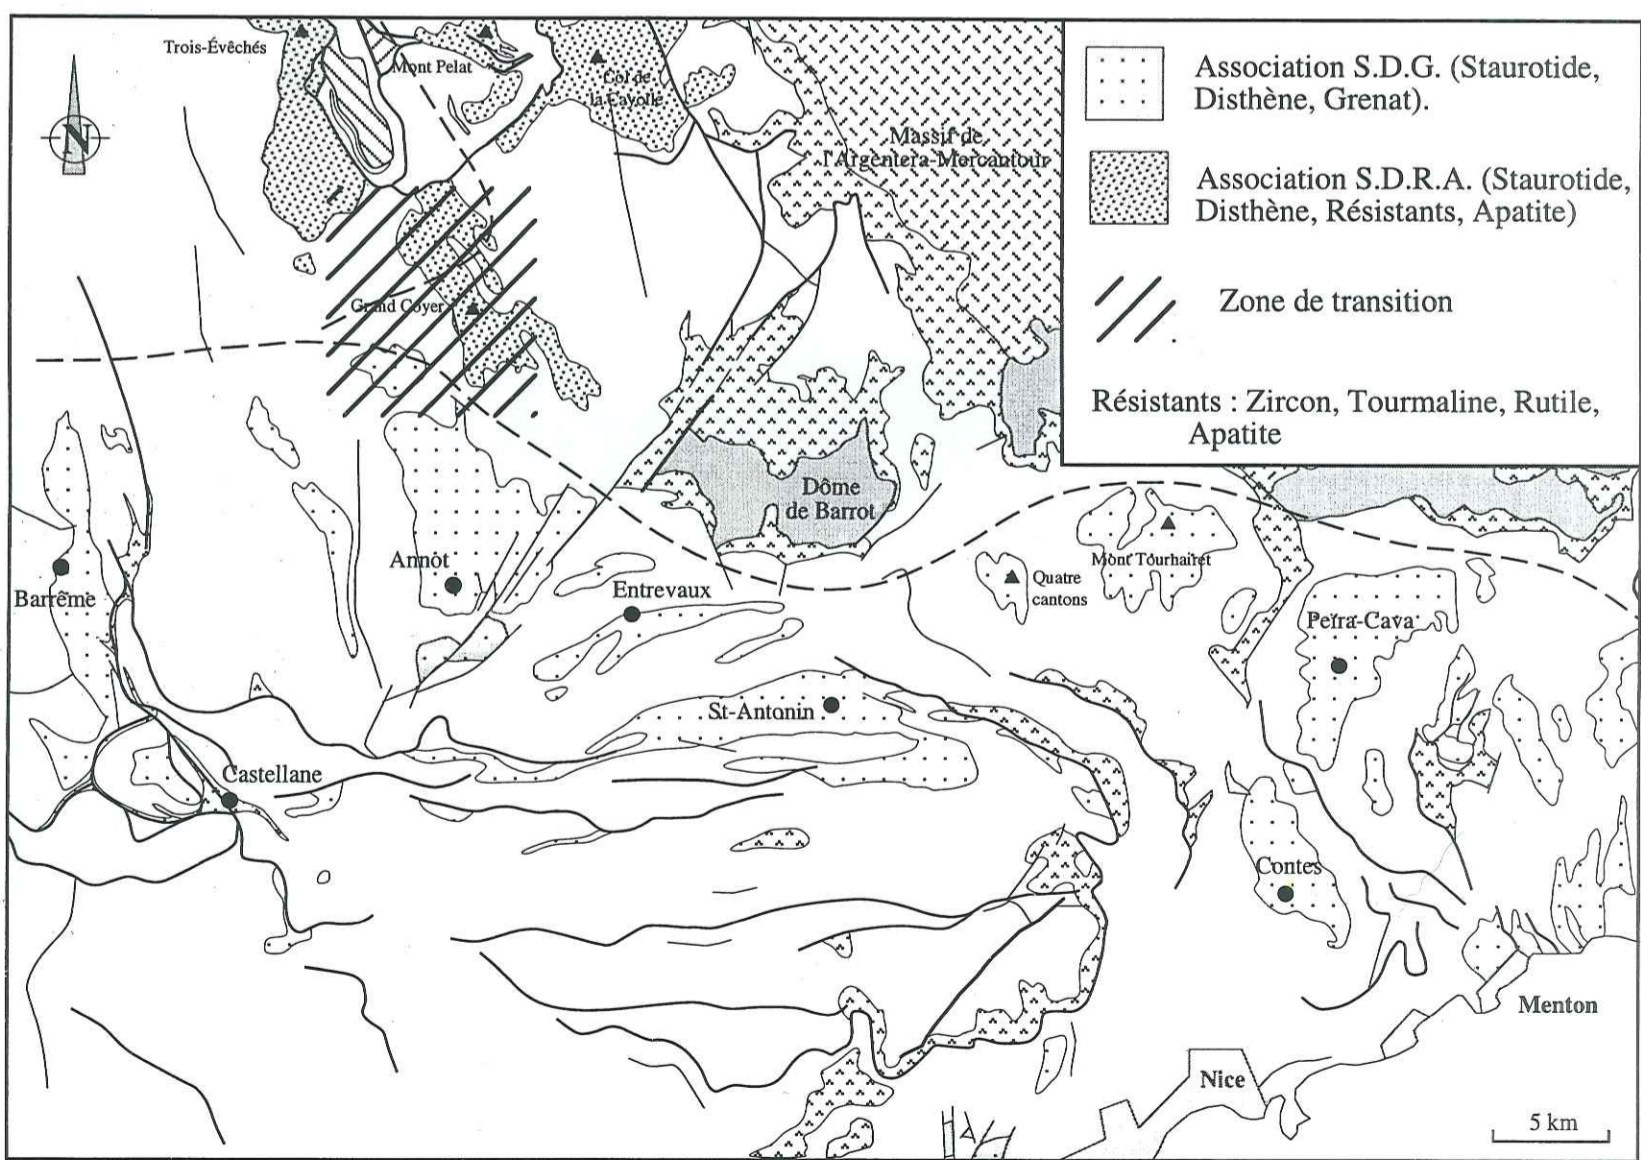 Trois-Évêchés
Mont Pelat
Col de
la Cayolle
N
Massif de
l'Argentera-Mercantour
Grand Coyer
Dôme
de Barrot
Annot
Barrême
Entrevaux
Quatre
cantons
Mont Tourhairet
Peïra-Cava
St-Antonin
Castellane
Contes
Menton
Nice
5 km
Association S.D.G. (Staurotide,
Disthène, Grenat).
Association S.D.R.A. (Staurotide,
Disthène, Résistants, Apatite)
Zone de transition
Résistants : Zircon, Tourmaline, Rutile,
Apatite